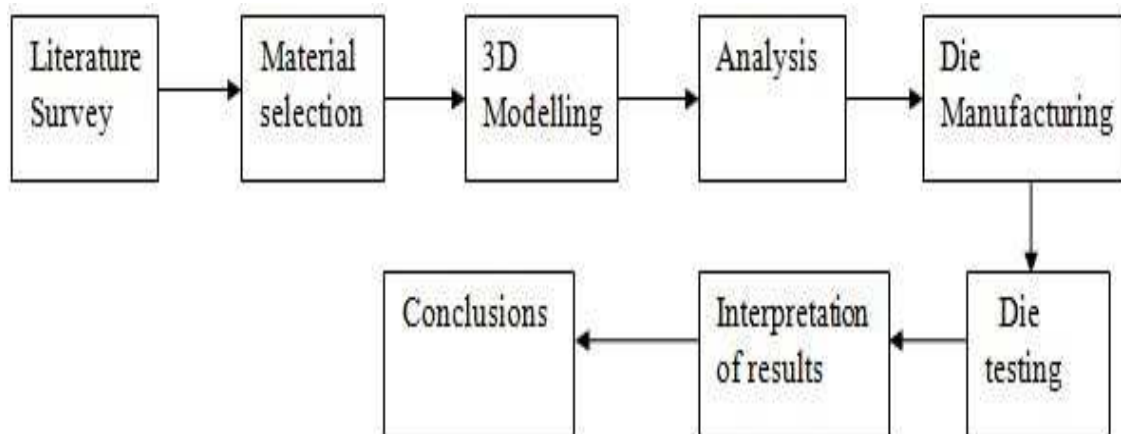 Literature
Survey
Material
selection
3D
Modelling
Analysis
Die
Manufacturing
Die
testing
Interpretation
of results
Conclusions